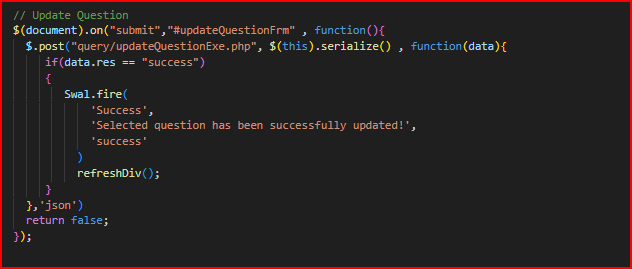 // Update Question
$(document).on("submit","#updateQuestionFrm" , function(){
  $.post("query/updateQuestionExe.php", $(this).serialize() , function(data){
     if(data.res == "success")
     {
        Swal.fire(
            'Success',
            'Selected question has been successfully updated!',
            'success'
          )
          refreshDiv();
     }
  },'json')
  return false;
});